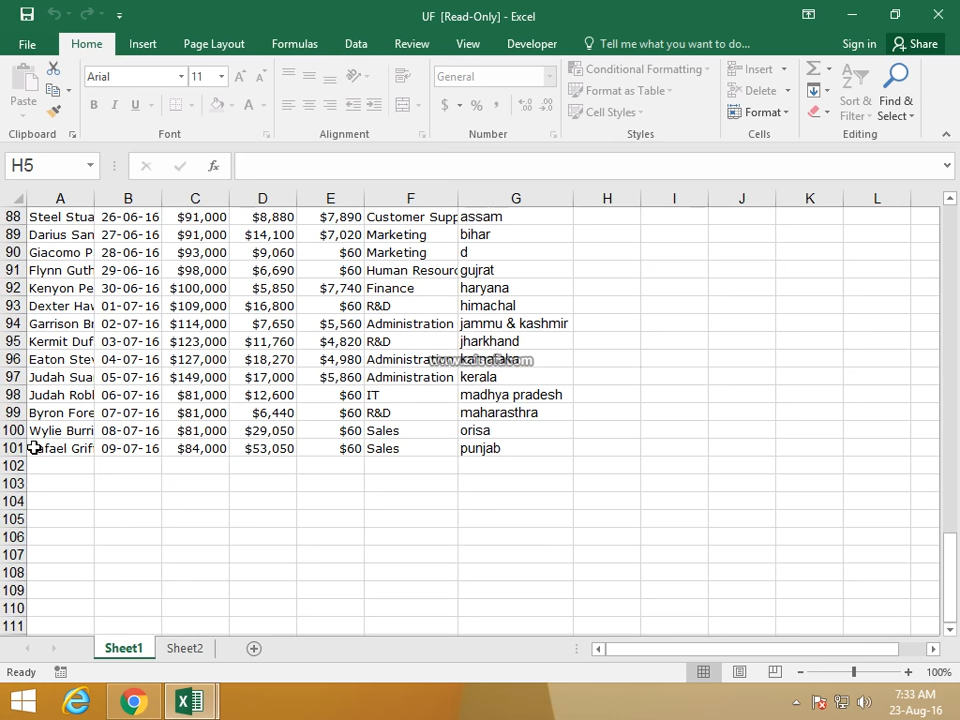 UF [Read-Only] - Excel
File Home Insert Page Layout Formulas Data Review View Developer Tell me what you want to do... Sign in Share
Paste Arial 11 General Conditional Formatting Insert
B I U $ % Format as Table Delete Sort & Filter Find & Select
Cell Styles Format
Clipboard Font Alignment Number Styles Cells Editing
H5 fx
A B C D E F G H I J K L
88 Steel Stua 26-06-16 $91,000 $8,880 $7,890 Customer Supp assam
89 Darius San 27-06-16 $91,000 $14,100 $7,020 Marketing bihar
90 Giacomo P 28-06-16 $93,000 $9,060 $60 Marketing d
91 Flynn Guth 29-06-16 $98,000 $6,690 $60 Human Resourc gujrat
92 Kenyon Pe 30-06-16 $100,000 $5,850 $7,740 Finance haryana
93 Dexter Haw 01-07-16 $109,000 $16,800 $60 R&D himachal
94 Garrison Br 02-07-16 $114,000 $7,650 $5,560 Administration jammu & kashmir
95 Kermit Duf 03-07-16 $123,000 $11,760 $4,820 R&D jharkhand
96 Eaton Stev 04-07-16 $127,000 $18,270 $4,980 Administration karnataka
97 Judah Sua 05-07-16 $149,000 $17,000 $5,860 Administration kerala
98 Judah Robl 06-07-16 $81,000 $12,600 $60 IT madhya pradesh
99 Byron Fore 07-07-16 $81,000 $6,440 $60 R&D maharasthra
100 Wylie Burri 08-07-16 $81,000 $29,050 $60 Sales orisa
101 Rafael Grif 09-07-16 $84,000 $53,050 $60 Sales punjab
102
103
104
105
106
107
108
109
110
111
Sheet1 Sheet2
Ready 100%
7:33 AM
23-Aug-16